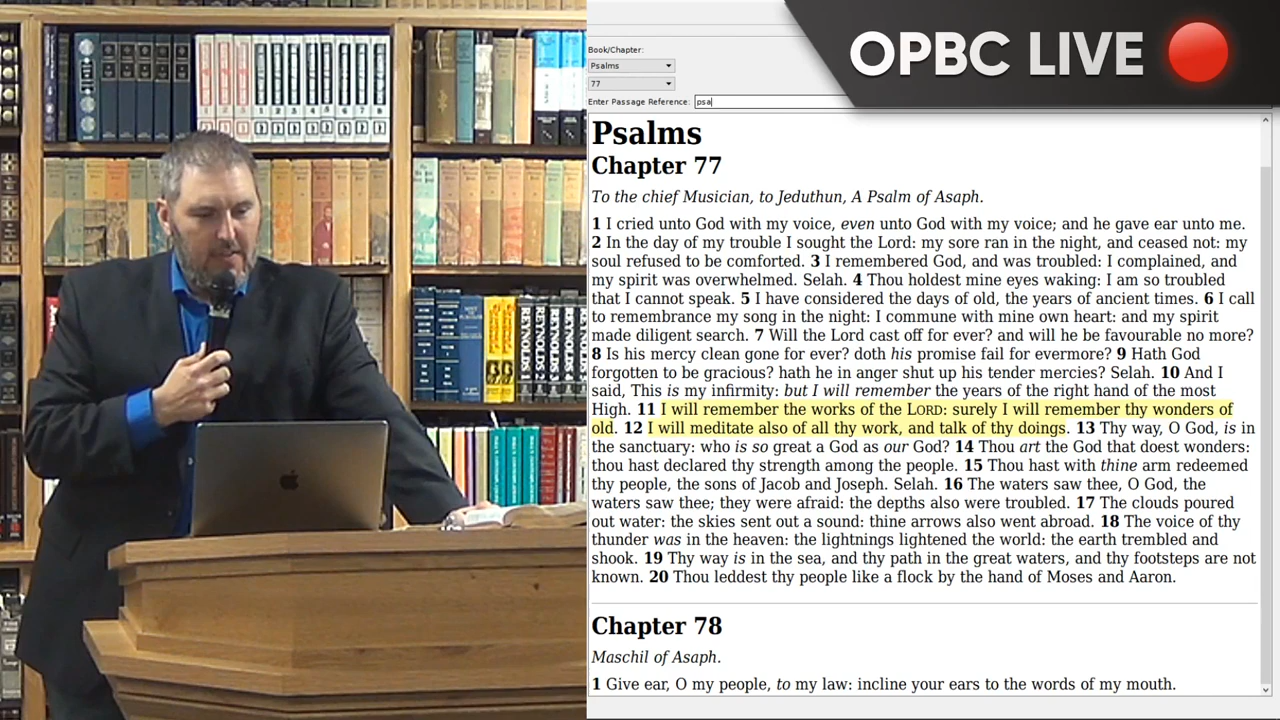 OPBC LIVE
Book/Chapter:
Psalms
77
Enter Passage Reference: psa
Psalms
Chapter 77
To the chief Musician, to Jeduthun, A Psalm of Asaph.
1 I cried unto God with my voice, even unto God with my voice; and he gave ear unto me.
2 In the day of my trouble I sought the Lord: my sore ran in the night, and ceased not: my
soul refused to be comforted. 3 I remembered God, and was troubled: I complained, and
my spirit was overwhelmed. Selah. 4 Thou holdest mine eyes waking: I am so troubled
that I cannot speak. 5 I have considered the days of old, the years of ancient times. 6 I call
to remembrance my song in the night: I commune with mine own heart: and my spirit
made diligent search. 7 Will the Lord cast off for ever? and will he be favourable no more?
8 Is his mercy clean gone for ever? doth his promise fail for evermore? 9 Hath God
forgotten to be gracious? hath he in anger shut up his tender mercies? Selah. 10 And I
said, This is my infirmity: but I will remember the years of the right hand of the most
High. 11 I will remember the works of the LORD: surely I will remember thy wonders of
old. 12 I will meditate also of all thy work, and talk of thy doings. 13 Thy way, O God, is in
the sanctuary: who is so great a God as our God? 14 Thou art the God that doest wonders:
thou hast declared thy strength among the people. 15 Thou hast with thine arm redeemed
thy people, the sons of Jacob and Joseph. Selah. 16 The waters saw thee, O God, the
waters saw thee; they were afraid: the depths also were troubled. 17 The clouds poured
out water: the skies sent out a sound: thine arrows also went abroad. 18 The voice of thy
thunder was in the heaven: the lightnings lightened the world: the earth trembled and
shook. 19 Thy way is in the sea, and thy path in the great waters, and thy footsteps are not
known. 20 Thou leddest thy people like a flock by the hand of Moses and Aaron.
Chapter 78
Maschil of Asaph.
1 Give ear, O my people, to my law: incline your ears to the words of my mouth.
REYNOLDS 1
REYNOLDS 2
REYNOLDS 3
REYNOLDS 4